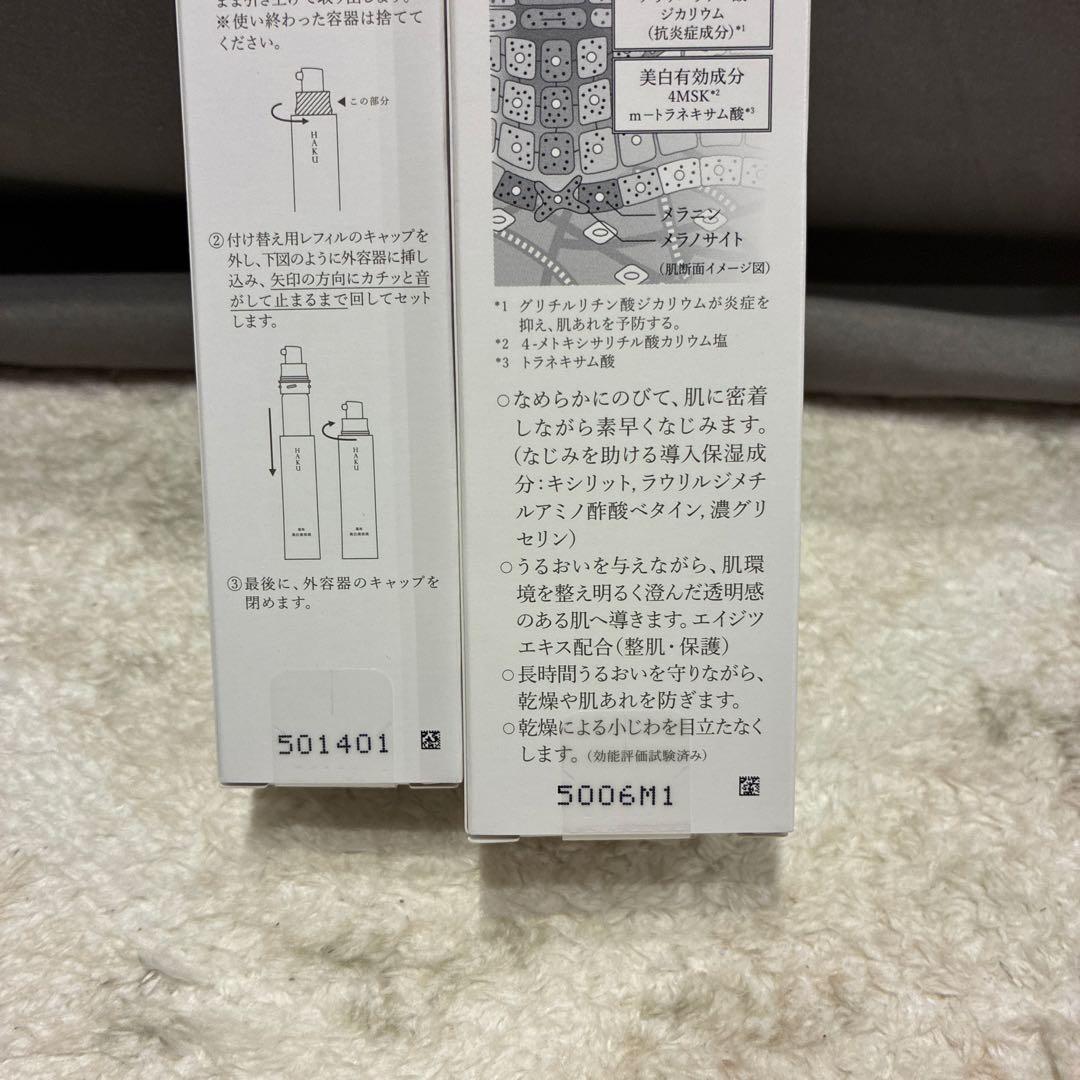 ※使い終わった容器は捨てて
ください。
この部分
HAKU
②付け替え用レフィルのキャップを
外し、下図のように外容器に挿し
込み、矢印の方向にカチッと音
がして止まるまで回してセット
します。
HAKU
HAKU
③最後に、外容器のキャップを
閉めます。
501401
ジカリウム
(抗炎症成分)*1
美白有効成分
4MSK*2
m−トラネキサム酸*3
メラニン
メラノサイト
(肌断面イメージ図)
*1 グリチルリチン酸ジカリウムが炎症を
抑え、肌あれを予防する。
*2 4-メトキシサリチル酸カリウム塩
*3 トラネキサム酸
○なめらかにのびて、肌に密着
しながら素早くなじみます。
(なじみを助ける導入保湿成
分:キシリット,ラウリルジメチ
ルアミノ酢酸ベタイン,濃グリ
セリン)
○うるおいを与えながら、肌環
境を整え明るく澄んだ透明感
のある肌へ導きます。エイジツ
エキス配合(整肌・保護)
○長時間うるおいを守りながら、
乾燥や肌あれを防ぎます。
○乾燥による小じわを目立たなく
します。(効能評価試験済み)
5006M1